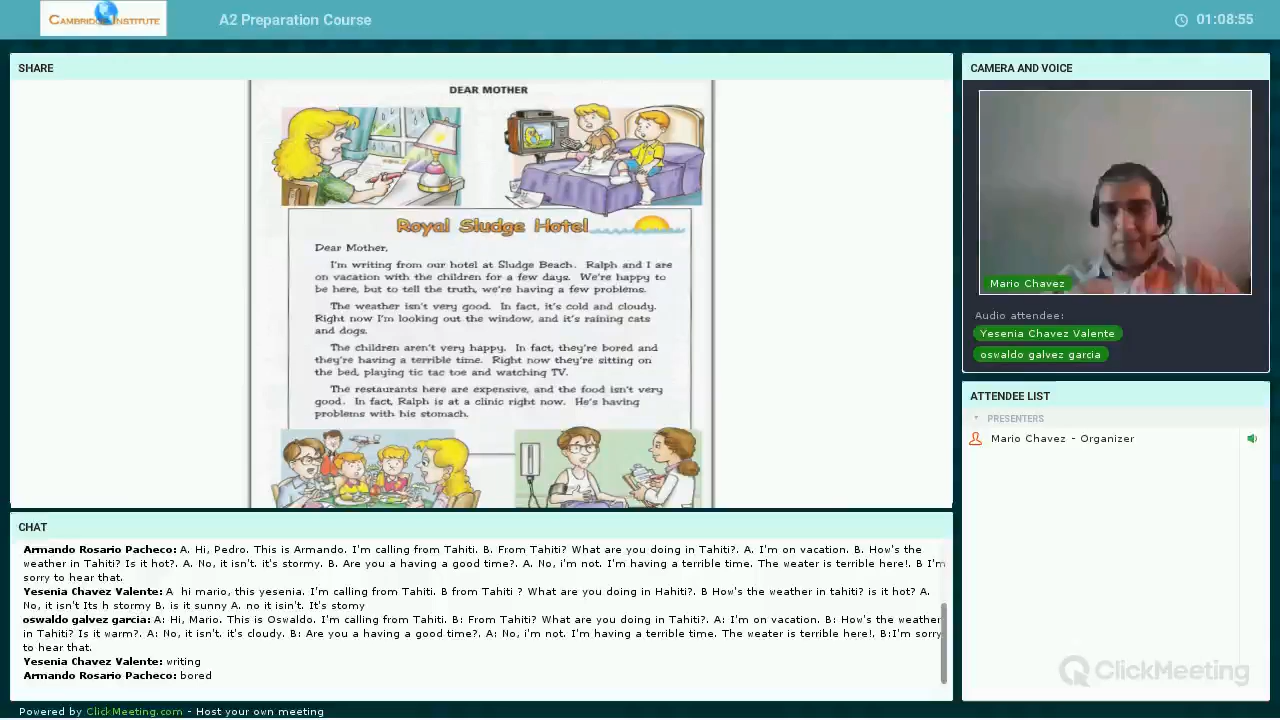 CAMBRIDGE INSTITUTE
A2 Preparation Course
01:08:55
SHARE
DEAR MOTHER
Royal Sludge Hotel
Dear Mother,
I'm writing from our hotel at Sludge Beach. Ralph and I are
on vacation with the children for a few days. We're happy to
be here, but to tell the truth, we're having a few problems.
The weather isn't very good. In fact, it's cold and cloudy.
Right now I'm looking out the window, and it's raining cats
and dogs.
The children aren't very happy. In fact, they're bored and
they're having a terrible time. Right now they're sitting on
the bed, playing tic tac toe and watching TV.
The restaurants here are expensive, and the food isn't very
good. In fact, Ralph is at a clinic right now. He's having
problems with his stomach.
CAMERA AND VOICE
Mario Chavez
Audio attendee:
Yesenia Chavez Valente
oswaldo galvez garcia
ATTENDEE LIST
PRESENTERS
Mario Chavez - Organizer
CHAT
Armando Rosario Pacheco: A. Hi, Pedro. This is Armando. I'm calling from Tahiti. B. From Tahiti? What are you doing in Tahiti?. A. I'm on vacation. B. How's the
weather in Tahiti? Is it hot?. A. No, it isn't. it's stormy. B. Are you a having a good time?. A. No, i'm not. I'm having a terrible time. The weater is terrible here!. B I'm
sorry to hear that.
Yesenia Chavez Valente: A  hi mario, this yesenia. I'm calling from Tahiti. B from Tahiti ? What are you doing in Hahiti?. B How's the weather in tahiti? is it hot? A.
No, it isn't Its h stormy B. is it sunny A. no it isin't. It's stomy
oswaldo galvez garcia: A: Hi, Mario. This is Oswaldo. I'm calling from Tahiti. B: From Tahiti? What are you doing in Tahiti?. A: I'm on vacation. B: How's the weather
in Tahiti? Is it warm?. A: No, it isn't. it's cloudy. B: Are you a having a good time?. A: No, i'm not. I'm having a terrible time. The weater is terrible here!. B:I'm sorry
to hear that.
Yesenia Chavez Valente: writing
Armando Rosario Pacheco: bored
ClickMeeting
Powered by ClickMeeting.com - Host your own meeting